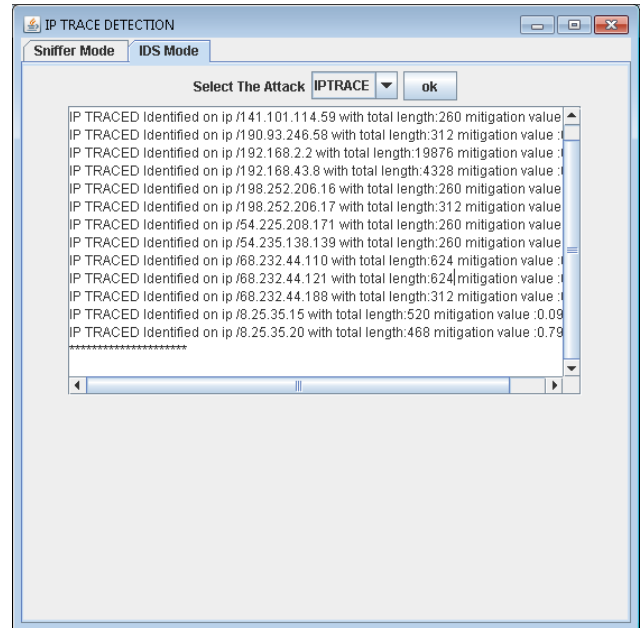 IP TRACE DETECTION
Sniffer Mode IDS Mode
Select The Attack IPTRACE ok
IP TRACED Identified on ip /141.101.114.59 with total length:260 mitigation value
IP TRACED Identified on ip /190.93.246.58 with total length:312 mitigation value :
IP TRACED Identified on ip /192.168.2.2 with total length:19876 mitigation value :
IP TRACED Identified on ip /192.168.43.8 with total length:4328 mitigation value :
IP TRACED Identified on ip /198.252.206.16 with total length:260 mitigation value
IP TRACED Identified on ip /198.252.206.17 with total length:312 mitigation value
IP TRACED Identified on ip /54.225.208.171 with total length:260 mitigation value
IP TRACED Identified on ip /54.235.138.139 with total length:260 mitigation value
IP TRACED Identified on ip /68.232.44.110 with total length:624 mitigation value :
IP TRACED Identified on ip /68.232.44.121 with total length:624 mitigation value :
IP TRACED Identified on ip /68.232.44.188 with total length:312 mitigation value :
IP TRACED Identified on ip /8.25.35.15 with total length:520 mitigation value :0.09
IP TRACED Identified on ip /8.25.35.20 with total length:468 mitigation value :0.79
*********************